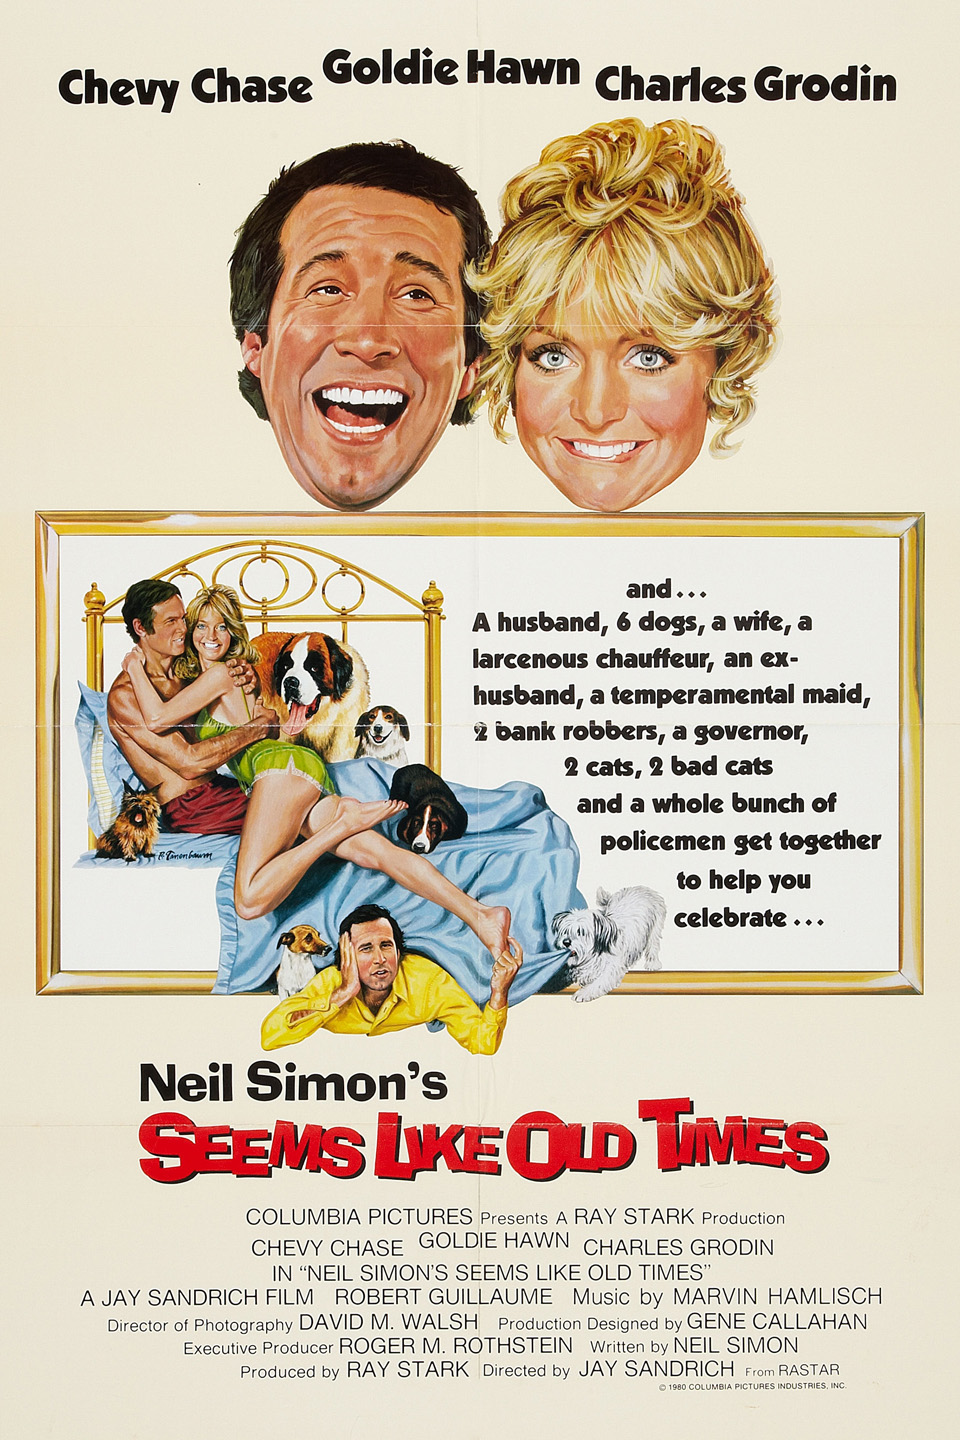 Chevy Chase Goldie Hawn Charles Grodin
and...
A husband, 6 dogs, a wife, a
larcenous chauffeur, an ex-
husband, a temperamental maid,
2 bank robbers, a governor,
2 cats, 2 bad cats
and a whole bunch of
policemen get together
to help you
celebrate...
R. Tanenbaum
Neil Simon's
SEEMS LIKE OLD TIMES
COLUMBIA PICTURES Presents A RAY STARK Production
CHEVY CHASE GOLDIE HAWN CHARLES GRODIN
IN "NEIL SIMON'S SEEMS LIKE OLD TIMES"
A JAY SANDRICH FILM ROBERT GUILLAUME Music by MARVIN HAMLISCH
Director of Photography DAVID M. WALSH Production Designed by GENE CALLAHAN
Executive Producer ROGER M. ROTHSTEIN Written by NEIL SIMON
Produced by RAY STARK Directed by JAY SANDRICH From RASTAR
© 1980 COLUMBIA PICTURES INDUSTRIES, INC.